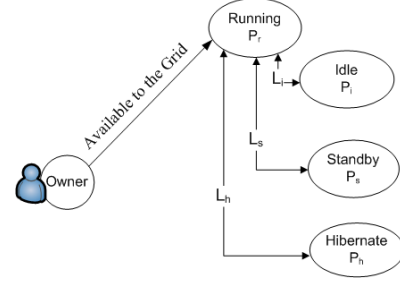 Running
Pr
Available to the Grid
Idle
Pi
Li
Owner
Ls
Standby
Ps
Lh
Hibernate
Ph